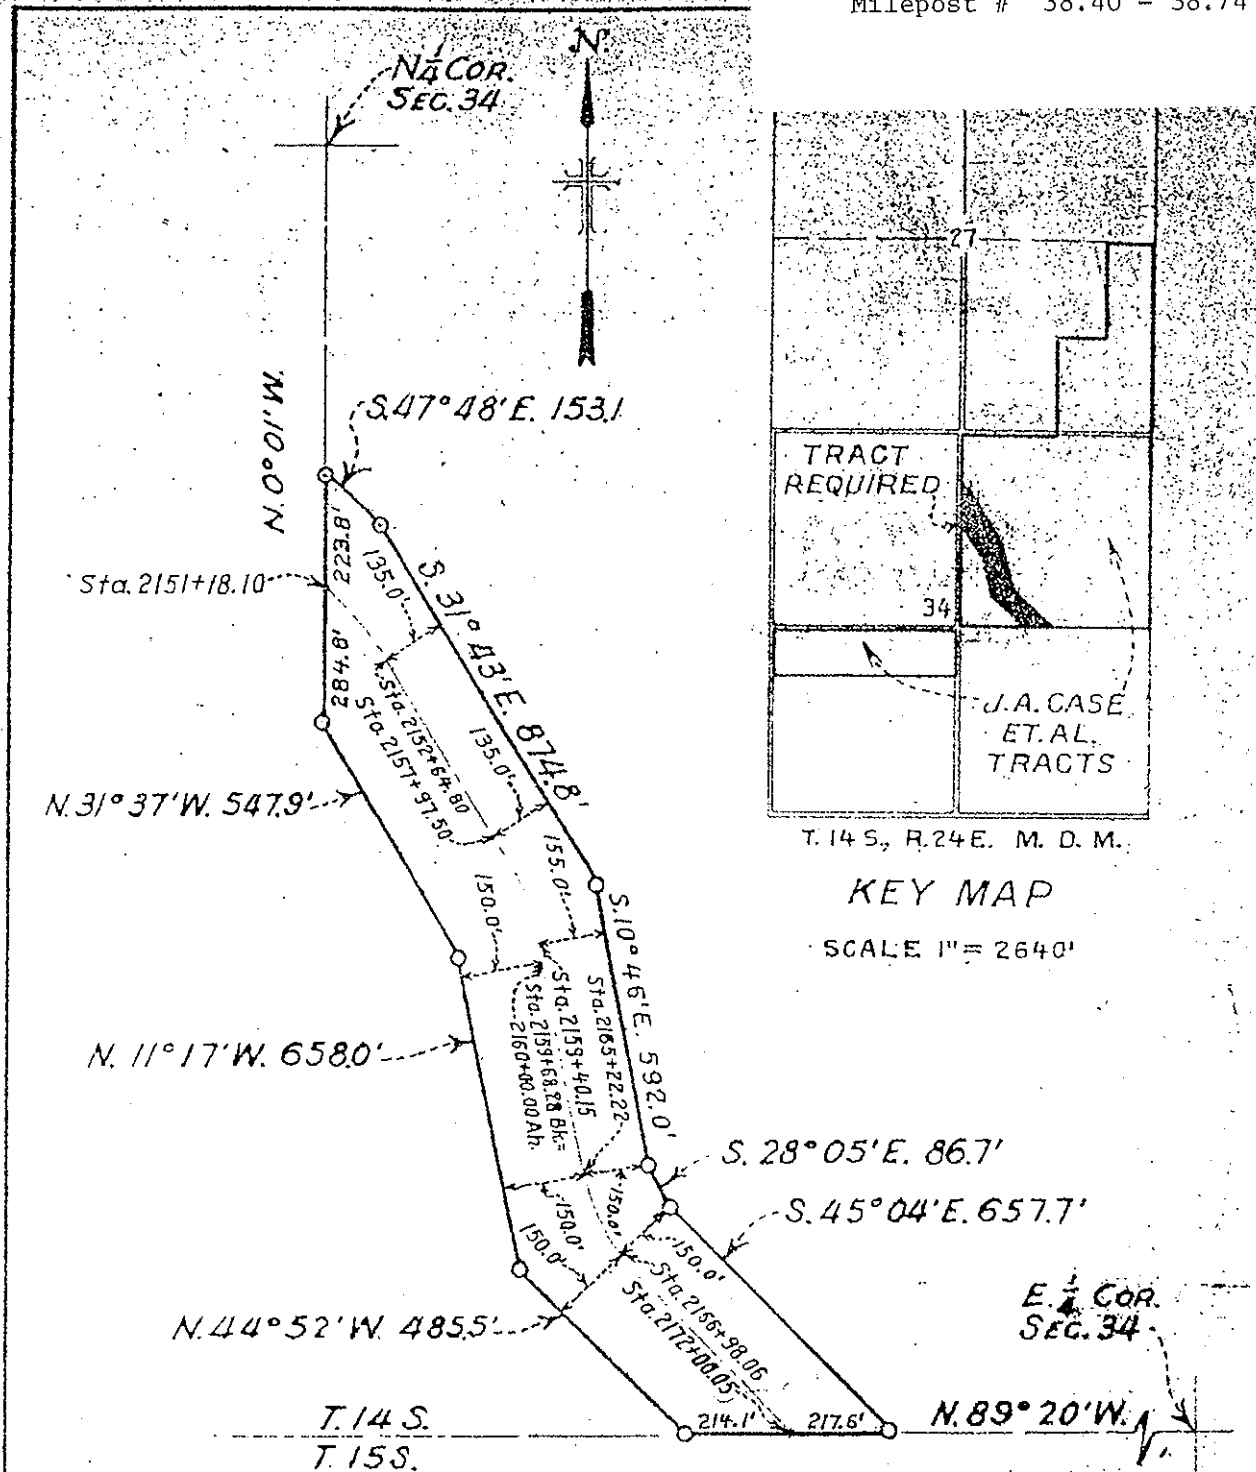 Milepost # 38.40 - 38.74
N 1/4 COR.
SEC. 34
N.
27
N.0°01'W.
S.47°48'E. 153.1
TRACT
REQUIRED
223.8'
135.0'
S. 31° 43' E. 874.8'
Sta. 2151+18.10
34
284.8'
Sta. 2152+64.80
Sta. 2157+97.50
135.0'
J.A. CASE
ET. AL.
TRACTS
N. 31° 37' W. 547.9'
T. 14 S., R. 24 E. M. D. M.
155.0'
KEY MAP
150.0'
SCALE 1" = 2640'
S. 10° 46' E. 592.0'
Sta. 2159+40.15
Sta. 2159+68.28 Bk=
2160+00.00 Ah.
Sta. 2165+22.22
N. 11° 17' W. 658.0'
S. 28° 05' E. 86.7'
150.0'
150.0'
S. 45° 04' E. 657.7'
150.0'
150.0'
Sta. 2166+98.06
Sta. 2172+00.05
E. 1/4 COR.
SEC. 34
N. 44° 52' W. 485.5'
T. 14 S.
T. 15 S.
214.1'
217.6'
N. 89° 20' W.